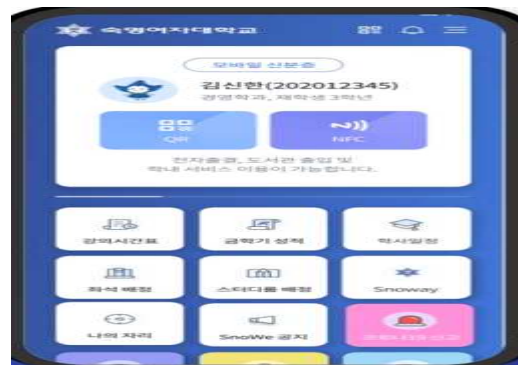 숙명여자대학교
모바일 신분증
김신한(202012345)
경영학과, 재학생 3학년
QR
NFC
전자출결, 도서관 출입 및
학내 서비스 이용이 가능합니다.
강의시간표
금학기 성적
학사일정
좌석 배정
스터디룸 배정
Snoway
나의 자리
SnoWe 공지